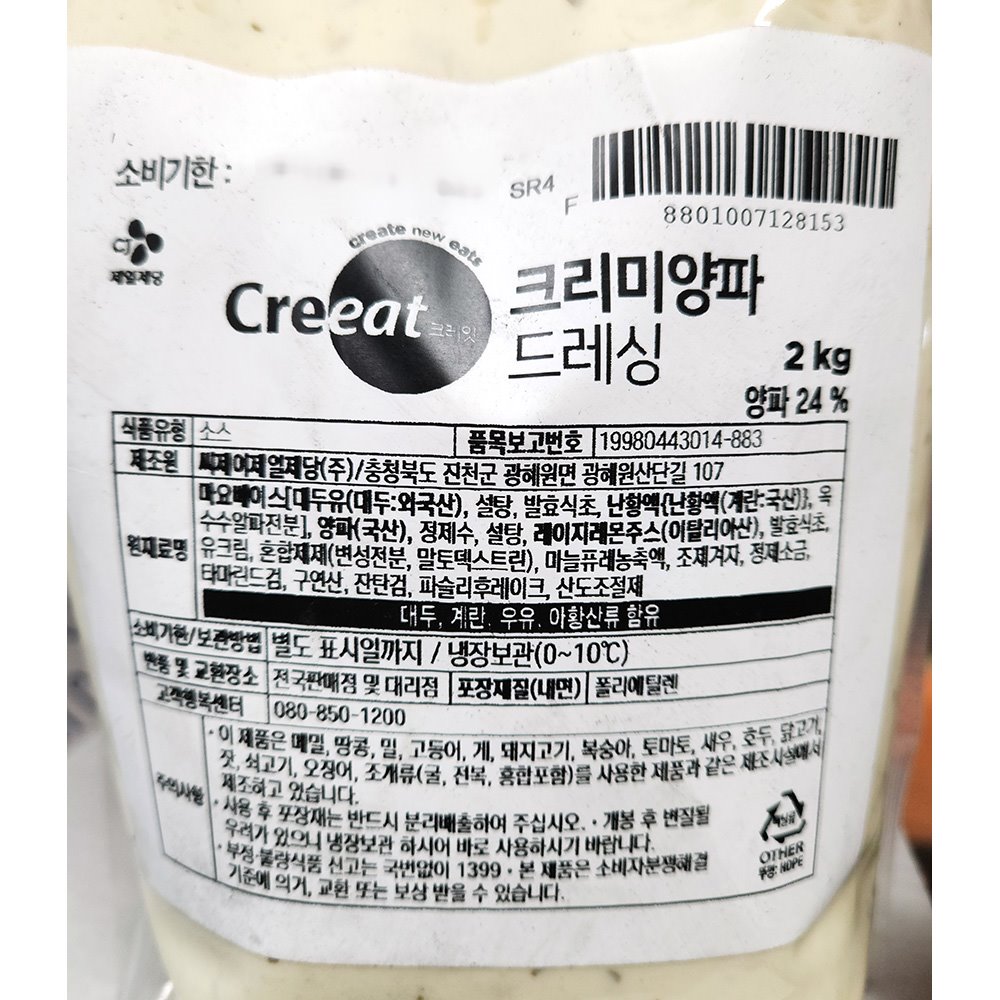 소비기한 :
SR4
F
8801007128153
CJ
제일제당
create new eats
Creeat
크레잇
크리미양파
드레싱
2 kg
양파 24 %
식품유형 소스 품목보고번호 19980443014-883
제조원 씨제이제일제당(주)/충청북도 진천군 광혜원면 광혜원산단길 107
원재료명 마요베이스[대두유(대두:외국산), 설탕, 발효식초, 난황액{난황액(계란:국산)}, 옥
수수알파전분], 양파(국산), 정제수, 설탕, 레이지레몬주스(이탈리아산), 발효식초,
유크림, 혼합제제(변성전분, 말토덱스트린), 마늘퓨레농축액, 조제겨자, 정제소금,
타마린드검, 구연산, 잔탄검, 파슬리후레이크, 산도조절제
대두, 계란, 우유, 아황산류 함유
소비기한/보관방법 별도 표시일까지 / 냉장보관(0~10℃)
반품 및 교환장소 전국판매점 및 대리점 포장재질(내면) 폴리에틸렌
고객행복센터 080-850-1200
주의사항 · 이 제품은 메밀, 땅콩, 밀, 고등어, 게, 돼지고기, 복숭아, 토마토, 새우, 호두, 닭고기,
잣, 쇠고기, 오징어, 조개류(굴, 전복, 홍합포함)를 사용한 제품과 같은 제조시설에서
제조하고 있습니다.
· 사용 후 포장재는 반드시 분리배출하여 주십시오. · 개봉 후 변질될
우려가 있으니 냉장보관 하시어 바로 사용하시기 바랍니다.
· 부정·불량식품 신고는 국번없이 1399 · 본 제품은 소비자분쟁해결
기준에 의거, 교환 또는 보상 받을 수 있습니다.
OTHER
뚜껑: HDPE